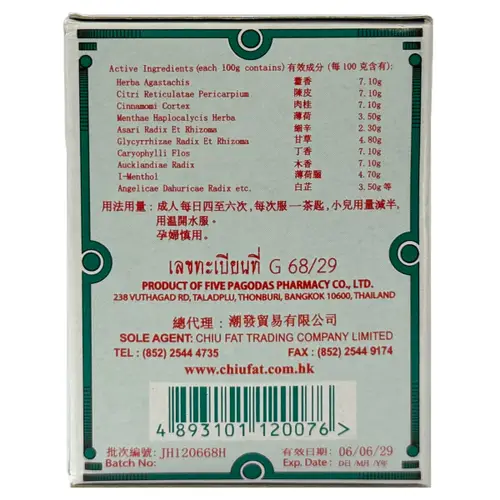 Active Ingredients (each 100g contains) 有效成分 (每100克含有):
Herba Agastachis 藿香 7.10g
Citri Reticulatae Pericarpium 陳皮 7.10g
Cinnamomi Cortex 肉桂 7.10g
Menthae Haplocalycis Herba 薄荷 3.50g
Asari Radix Et Rhizoma 細辛 2.30g
Glycyrrhizae Radix Et Rhizoma 甘草 4.80g
Caryophylli Flos 丁香 7.10g
Aucklandiae Radix 木香 7.10g
l-Menthol 薄荷腦 4.70g
Angelicae Dahuricae Radix etc. 白芷 3.50g 等
用法用量：成人每日四至六次，每次服一茶匙，小兒用量減半，
用溫開水服。
孕婦慎用。
เลขทะเบียนที่ G 68/29
PRODUCT OF FIVE PAGODAS PHARMACY CO., LTD.
238 VUTHAGAD RD, TALADPLU, THONBURI, BANGKOK 10600, THAILAND
總代理：潮發貿易有限公司
SOLE AGENT: CHIU FAT TRADING COMPANY LIMITED
TEL : (852) 2544 4735 FAX : (852) 2544 9174
www.chiufat.com.hk
4 893101 120076 >
批次編號: JH120668H 有效日期: 06/06/29
Batch No: Exp. Date: D日/M月/Y年